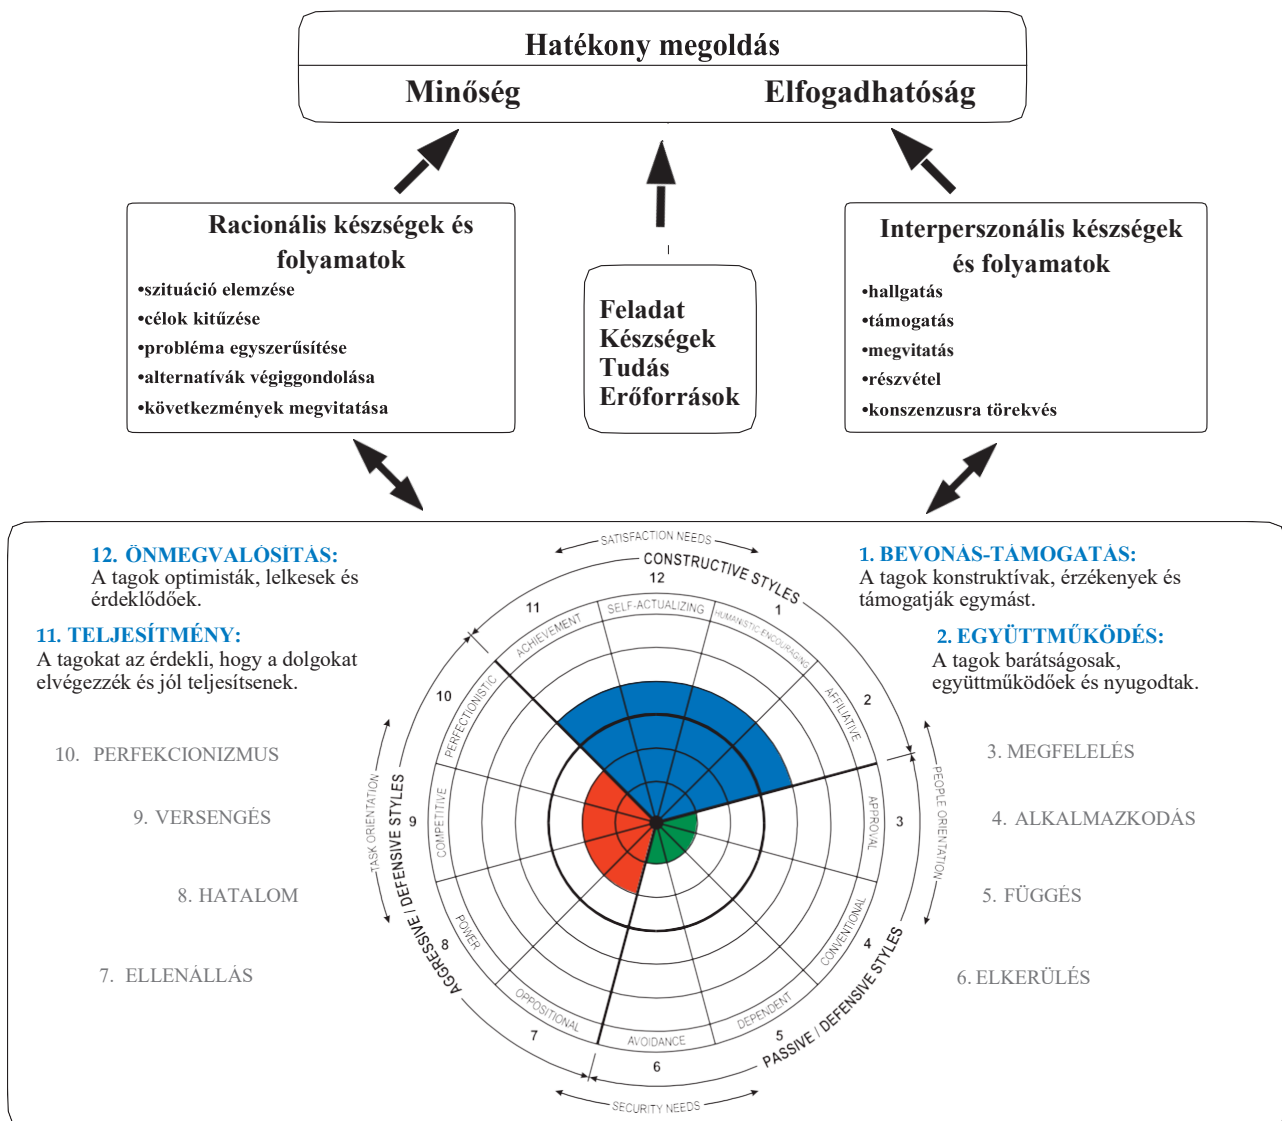 Hatékony megoldás
Minőség
Elfogadhatóság
Racionális készségek és
folyamatok
•szituáció elemzése
•célok kitűzése
•probléma egyszerűsítése
•alternatívák végiggondolása
•következmények megvitatása
Feladat
Készségek
Tudás
Erőforrások
Interperszonális készségek
és folyamatok
•hallgatás
•támogatás
•megvitatás
•részvétel
•konszenzusra törekvés
12. ÖNMEGVALÓSÍTÁS:
A tagok optimisták, lelkesek és
érdeklődőek.
11. TELJESÍTMÉNY:
A tagokat az érdekli, hogy a dolgokat
elvégezzék és jól teljesítsenek.
10. PERFEKCIONIZMUS
9. VERSENGÉS
8. HATALOM
7. ELLENÁLLÁS
SATISFACTION NEEDS
CONSTRUCTIVE STYLES
12
SELF-ACTUALIZING
1
HUMANISTIC-ENCOURAGING
2
AFFILIATIVE
PEOPLE ORIENTATION
3
APPROVAL
4
CONVENTIONAL
PASSIVE / DEFENSIVE STYLES
5
DEPENDENT
6
AVOIDANCE
SECURITY NEEDS
7
OPPOSITIONAL
8
POWER
AGGRESSIVE / DEFENSIVE STYLES
9
COMPETITIVE
TASK ORIENTATION
10
PERFECTIONISTIC
11
ACHIEVEMENT
1. BEVONÁS-TÁMOGATÁS:
A tagok konstruktívak, érzékenyek és
támogatják egymást.
2. EGYÜTTMŰKÖDÉS:
A tagok barátságosak,
együttműködőek és nyugodtak.
3. MEGFELELÉS
4. ALKALMAZKODÁS
5. FÜGGÉS
6. ELKERÜLÉS